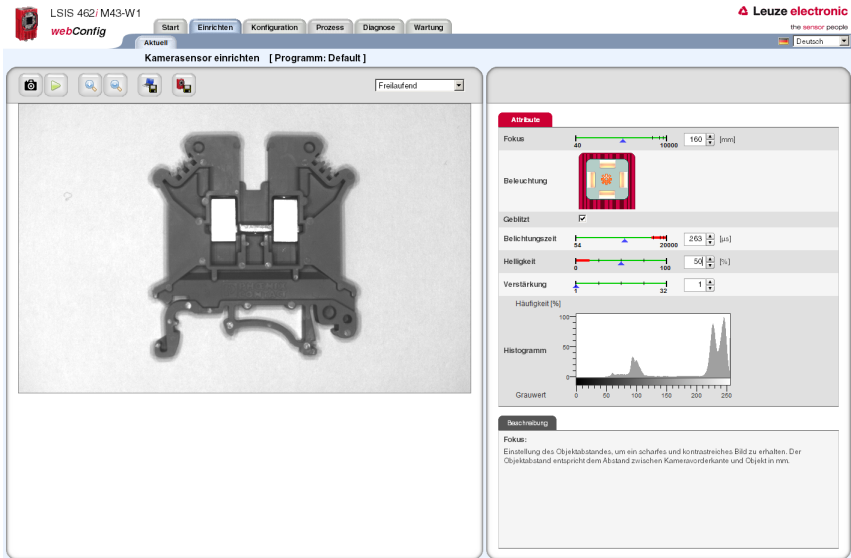 LSIS 462i M43-W1
webConfig
Start Einrichten Konfiguration Prozess Diagnose Wartung
Leuze electronic
the sensor people
Aktuell
Deutsch
Kamerasensor einrichten [ Programm: Default ]
Freilaufend
Attribute
Fokus 40 10000 160 [mm]
Beleuchtung
Geblitzt
Belichtungszeit 54 20000 263 [µs]
Helligkeit 0 100 50 [%]
Verstärkung 1 32 1
Häufigkeit [%]
100
50
0
Histogramm
Grauwert 0 50 100 150 200 250
Beschreibung
Fokus:
Einstellung des Objektabstandes, um ein scharfes und kontrastreiches Bild zu erhalten. Der
Objektabstand entspricht dem Abstand zwischen Kameravorderkante und Objekt in mm.